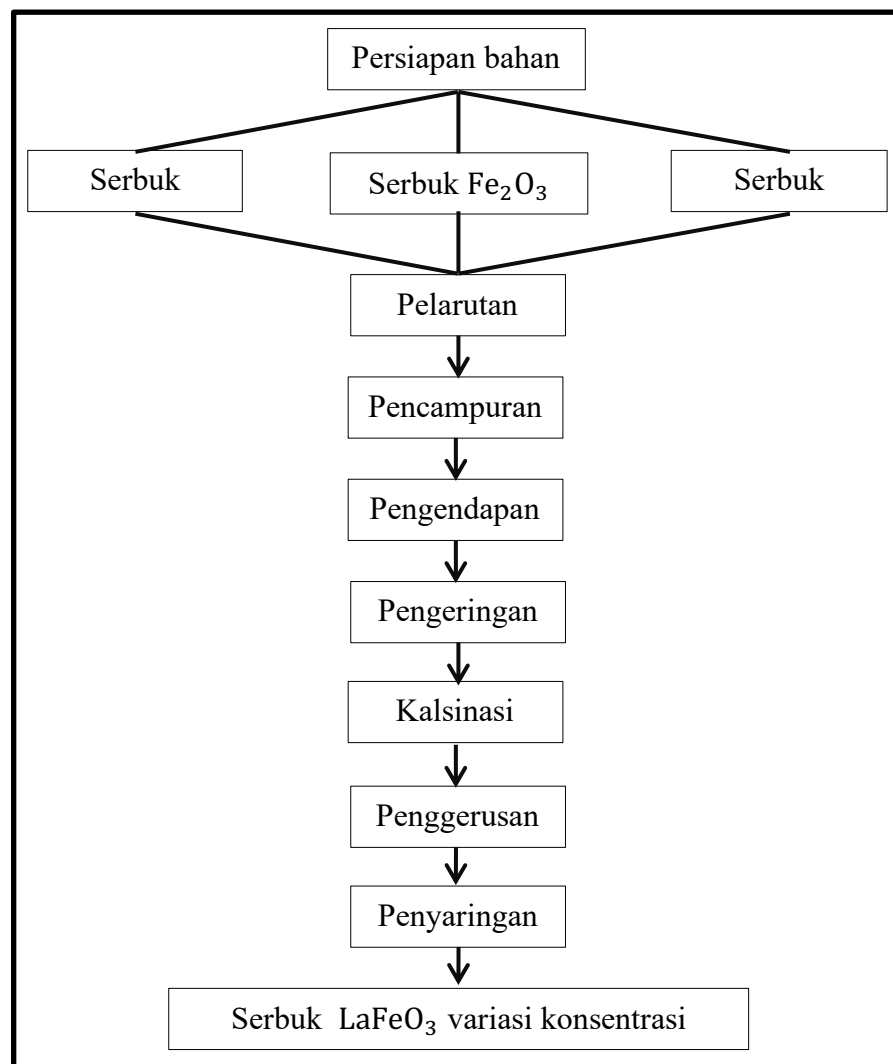 Persiapan bahan
Serbuk
Serbuk Fe₂O₃
Serbuk
Pelarutan
Pencampuran
Pengendapan
Pengeringan
Kalsinasi
Penggerusan
Penyaringan
Serbuk LaFeO₃ variasi konsentrasi